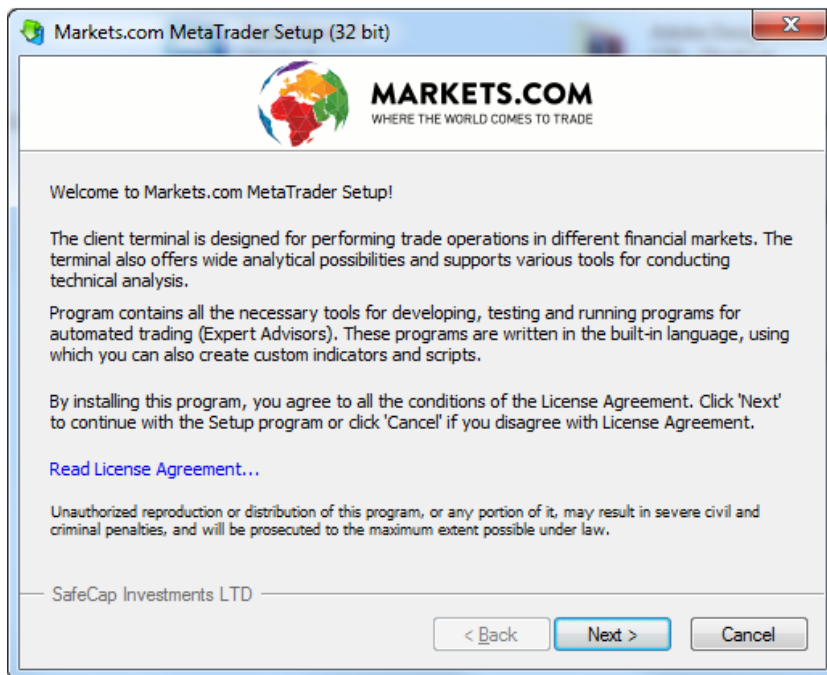 Markets.com MetaTrader Setup (32 bit)
MARKETS.COM
WHERE THE WORLD COMES TO TRADE
Welcome to Markets.com MetaTrader Setup!
The client terminal is designed for performing trade operations in different financial markets. The
terminal also offers wide analytical possibilities and supports various tools for conducting
technical analysis.
Program contains all the necessary tools for developing, testing and running programs for
automated trading (Expert Advisors). These programs are written in the built-in language, using
which you can also create custom indicators and scripts.
By installing this program, you agree to all the conditions of the License Agreement. Click 'Next'
to continue with the Setup program or click 'Cancel' if you disagree with License Agreement.
Read License Agreement...
Unauthorized reproduction or distribution of this program, or any portion of it, may result in severe civil and
criminal penalties, and will be prosecuted to the maximum extent possible under law.
SafeCap Investments LTD
< Back Next > Cancel